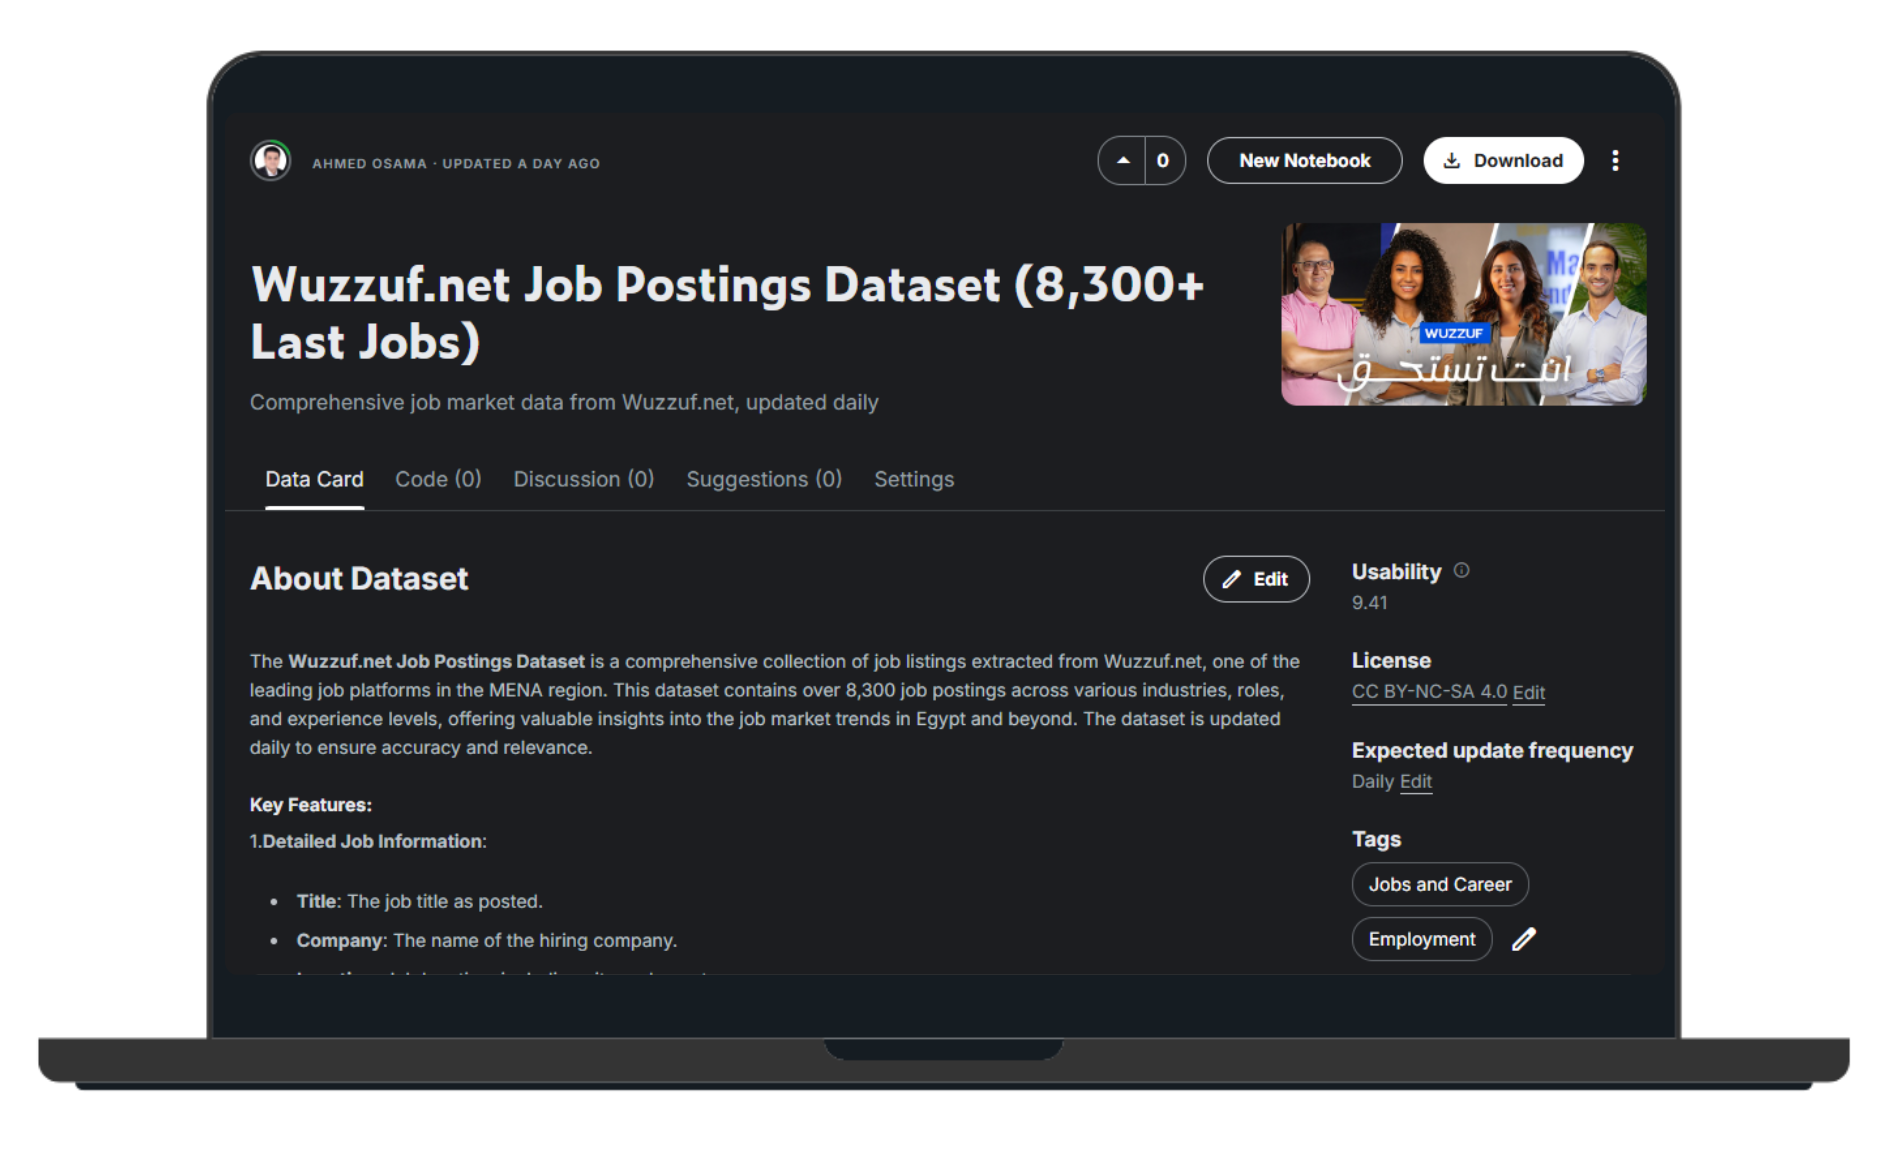 AHMED OSAMA · UPDATED A DAY AGO
0
New Notebook
Download
Wuzzuf.net Job Postings Dataset (8,300+
Last Jobs)
Comprehensive job market data from Wuzzuf.net, updated daily
WUZZUF
انت تستحق
Data Card
Code (0)
Discussion (0)
Suggestions (0)
Settings
About Dataset
Edit
The Wuzzuf.net Job Postings Dataset is a comprehensive collection of job listings extracted from Wuzzuf.net, one of the
leading job platforms in the MENA region. This dataset contains over 8,300 job postings across various industries, roles,
and experience levels, offering valuable insights into the job market trends in Egypt and beyond. The dataset is updated
daily to ensure accuracy and relevance.
Key Features:
1.Detailed Job Information:
• Title: The job title as posted.
• Company: The name of the hiring company.
Usability
9.41
License
CC BY-NC-SA 4.0 Edit
Expected update frequency
Daily Edit
Tags
Jobs and Career
Employment